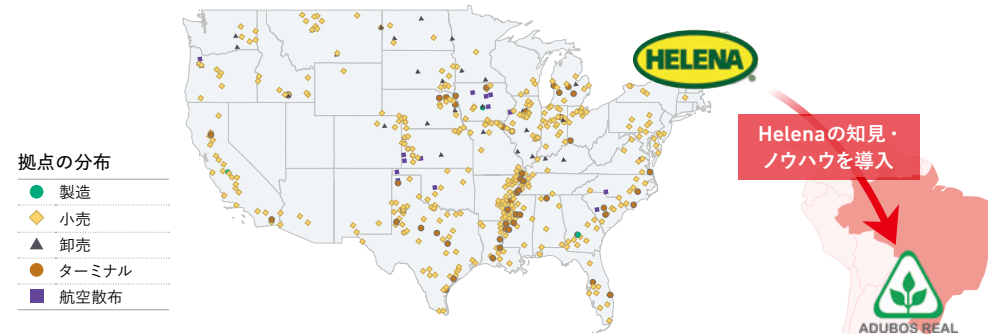 HELENA
Helenaの知見・
ノウハウを導入
拠点の分布
製造
小売
卸売
ターミナル
航空散布
ADUBOS REAL